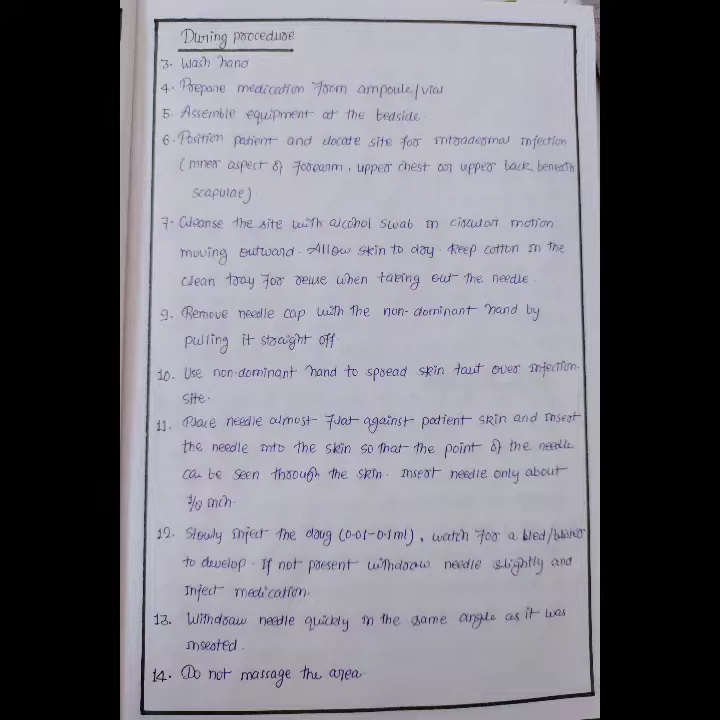 During procedure
3. Wash hand
4. Prepare medication from ampoule/vial
5. Assemble equipment at the bedside.
6. Position patient and locate site for intradermal injection
(inner aspect of forearm, upper chest or upper back beneath
scapulae).
7. Cleanse the site with alcohol swab in circular motion
moving outward. Allow skin to dry. Keep cotton in the
clean tray for reuse when taking out the needle.
9. Remove needle cap with the non-dominant hand by
pulling it straight off.
10. Use non-dominant hand to spread skin taut over injection
site.
11. Place needle almost flat against patient skin and insert
the needle into the skin so that the point of the needle
can be seen through the skin. Insert needle only about
1/8 inch.
12. Slowly inject the drug (0.01-0.1ml), watch for a bled/
to develop. If not present withdraw needle slightly and
inject medication.
13. Withdraw needle quickly in the same angle as it was
inserted.
14. Do not massage the area.